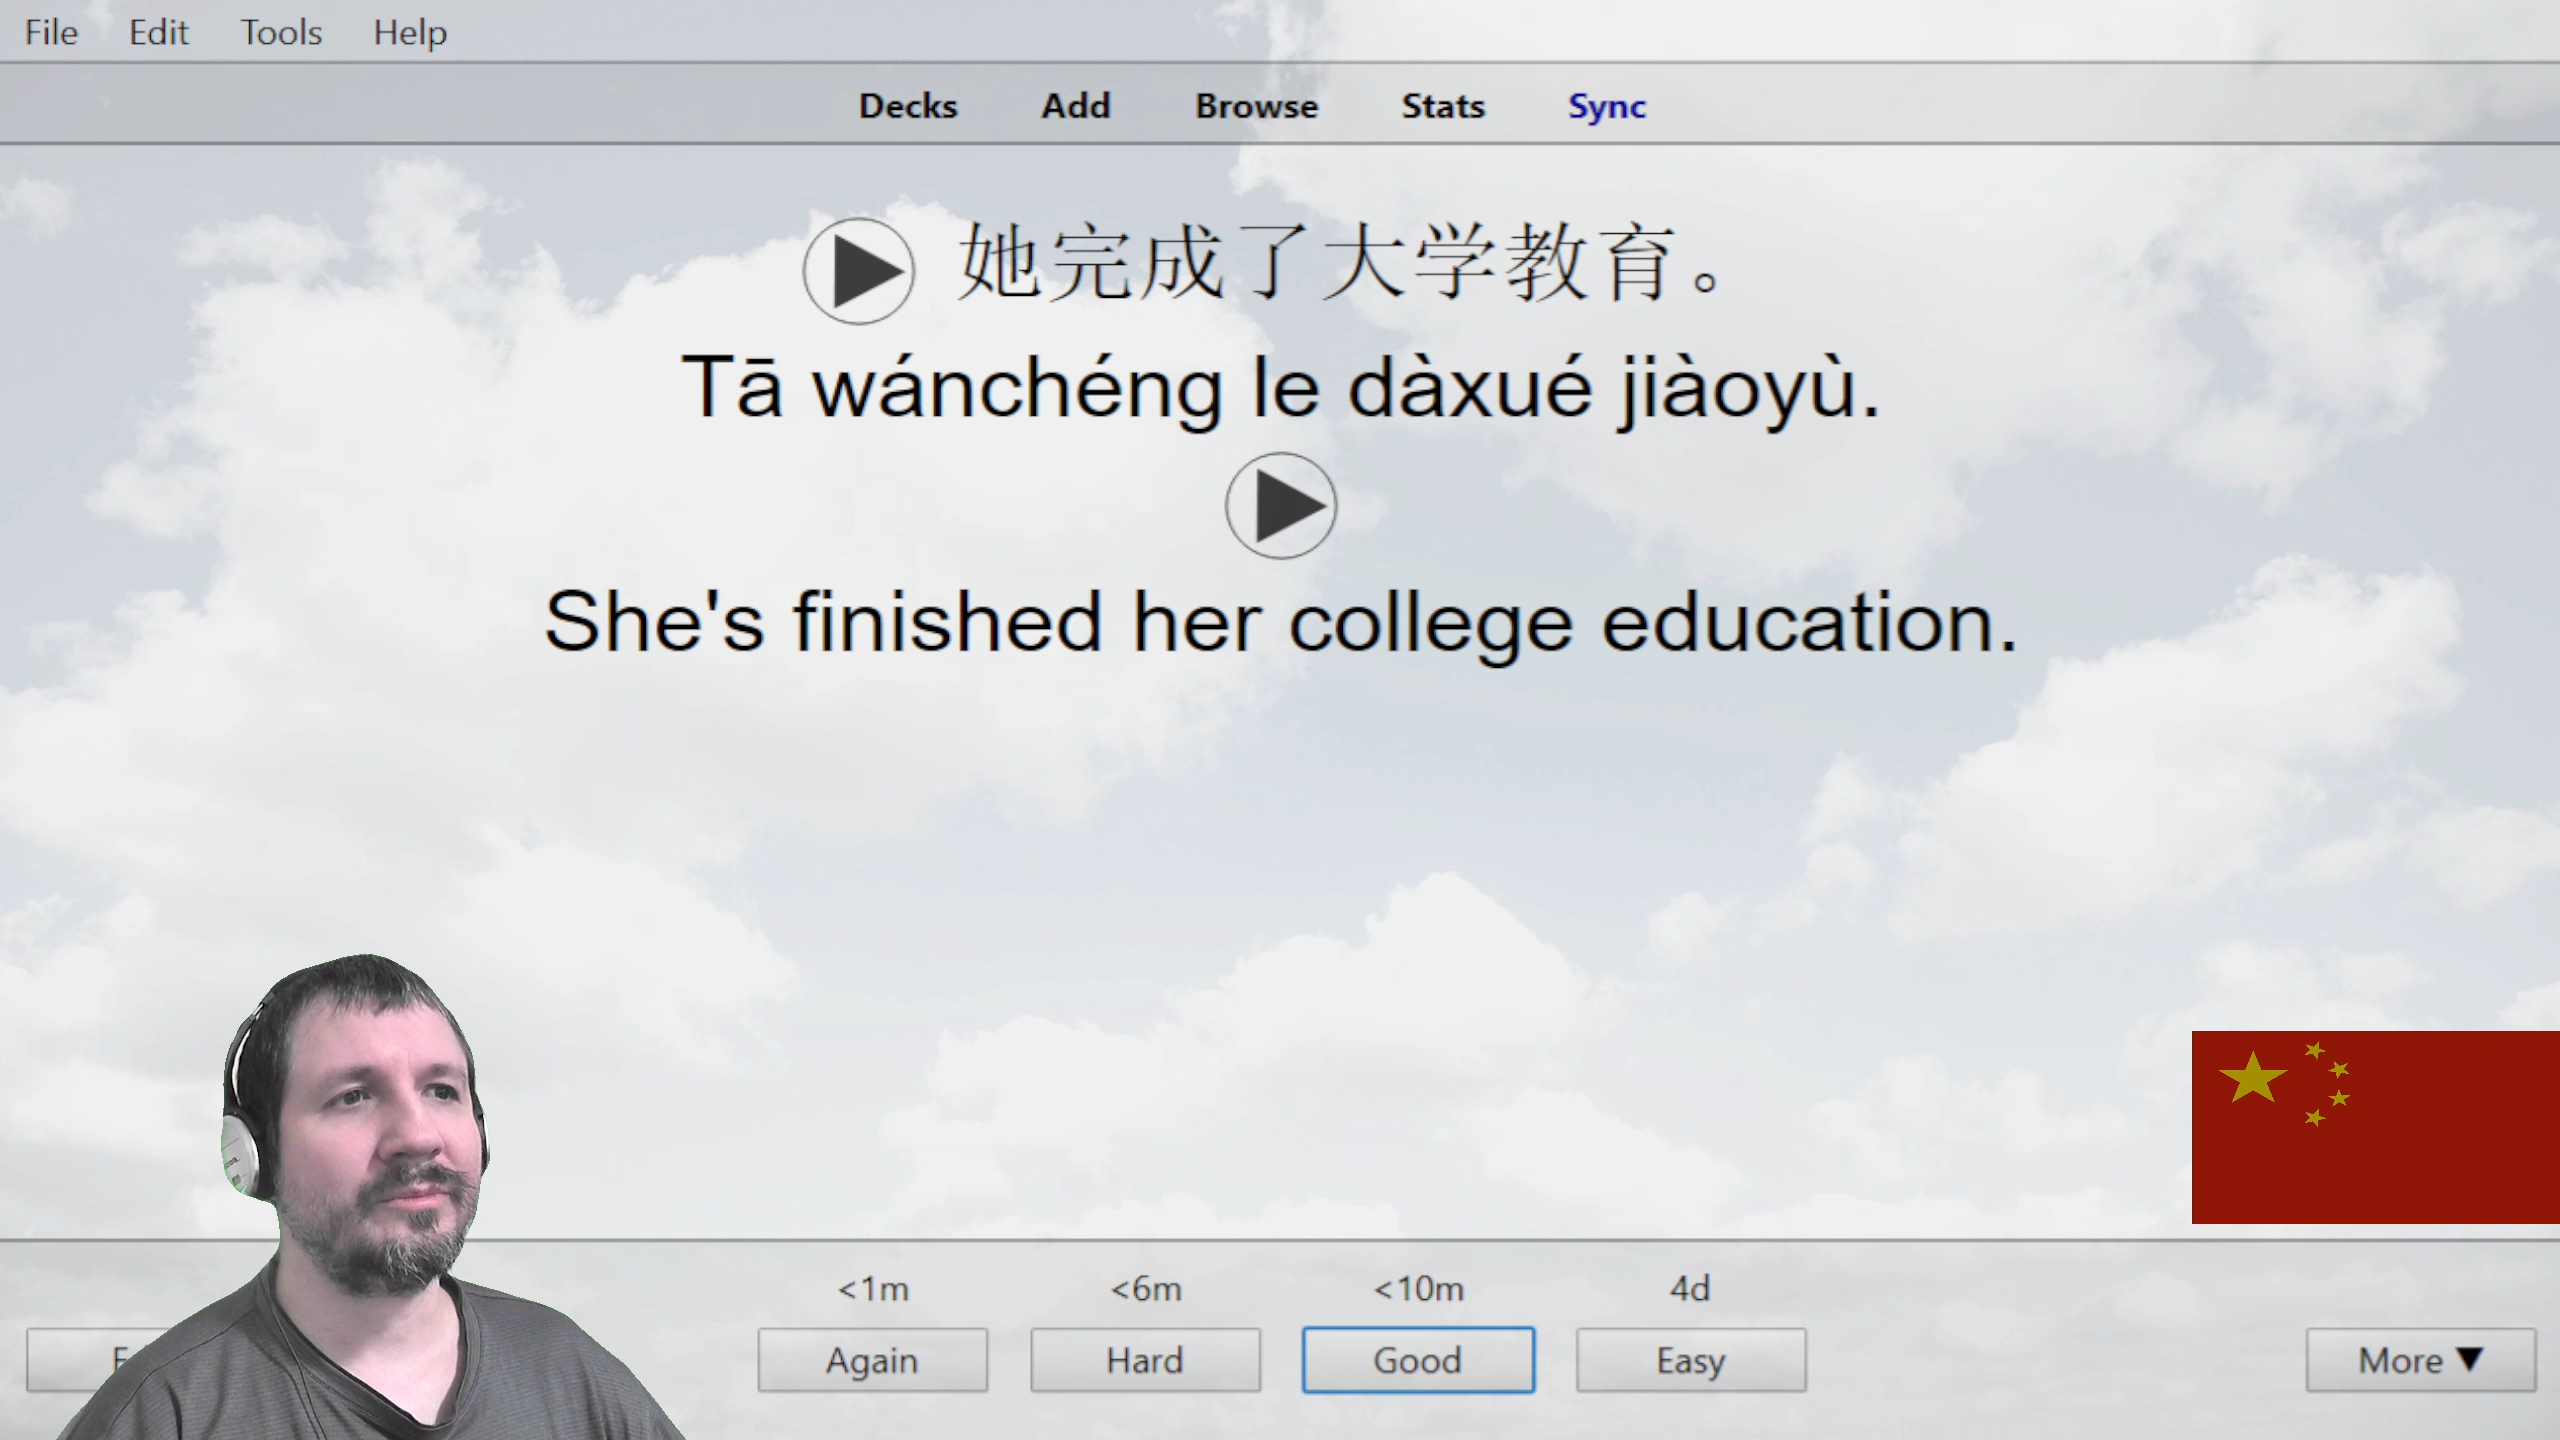 File Edit Tools Help
Decks Add Browse Stats Sync
她完成了大学教育。
Tā wánchéng le dàxué jiàoyù.
She's finished her college education.
<1m <6m <10m 4d
Again Hard Good Easy More ▼